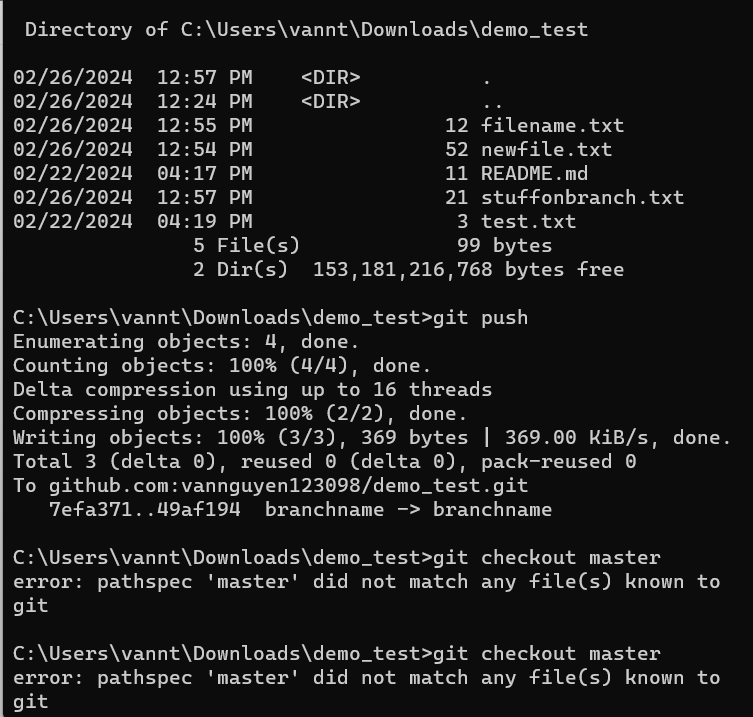 Directory of C:\Users\vannt\Downloads\demo_test
02/26/2024  12:57 PM    <DIR>          .
02/26/2024  12:24 PM    <DIR>          ..
02/26/2024  12:55 PM                12 filename.txt
02/26/2024  12:54 PM                52 newfile.txt
02/22/2024  04:17 PM                11 README.md
02/26/2024  12:57 PM                21 stuffonbranch.txt
02/22/2024  04:19 PM                 3 test.txt
               5 File(s)             99 bytes
               2 Dir(s)  153,181,216,768 bytes free
C:\Users\vannt\Downloads\demo_test>git push
Enumerating objects: 4, done.
Counting objects: 100% (4/4), done.
Delta compression using up to 16 threads
Compressing objects: 100% (2/2), done.
Writing objects: 100% (3/3), 369 bytes | 369.00 KiB/s, done.
Total 3 (delta 0), reused 0 (delta 0), pack-reused 0
To github.com:vannguyen123098/demo_test.git
   7efa371..49af194  branchname -> branchname
C:\Users\vannt\Downloads\demo_test>git checkout master
error: pathspec 'master' did not match any file(s) known to
git
C:\Users\vannt\Downloads\demo_test>git checkout master
error: pathspec 'master' did not match any file(s) known to
git